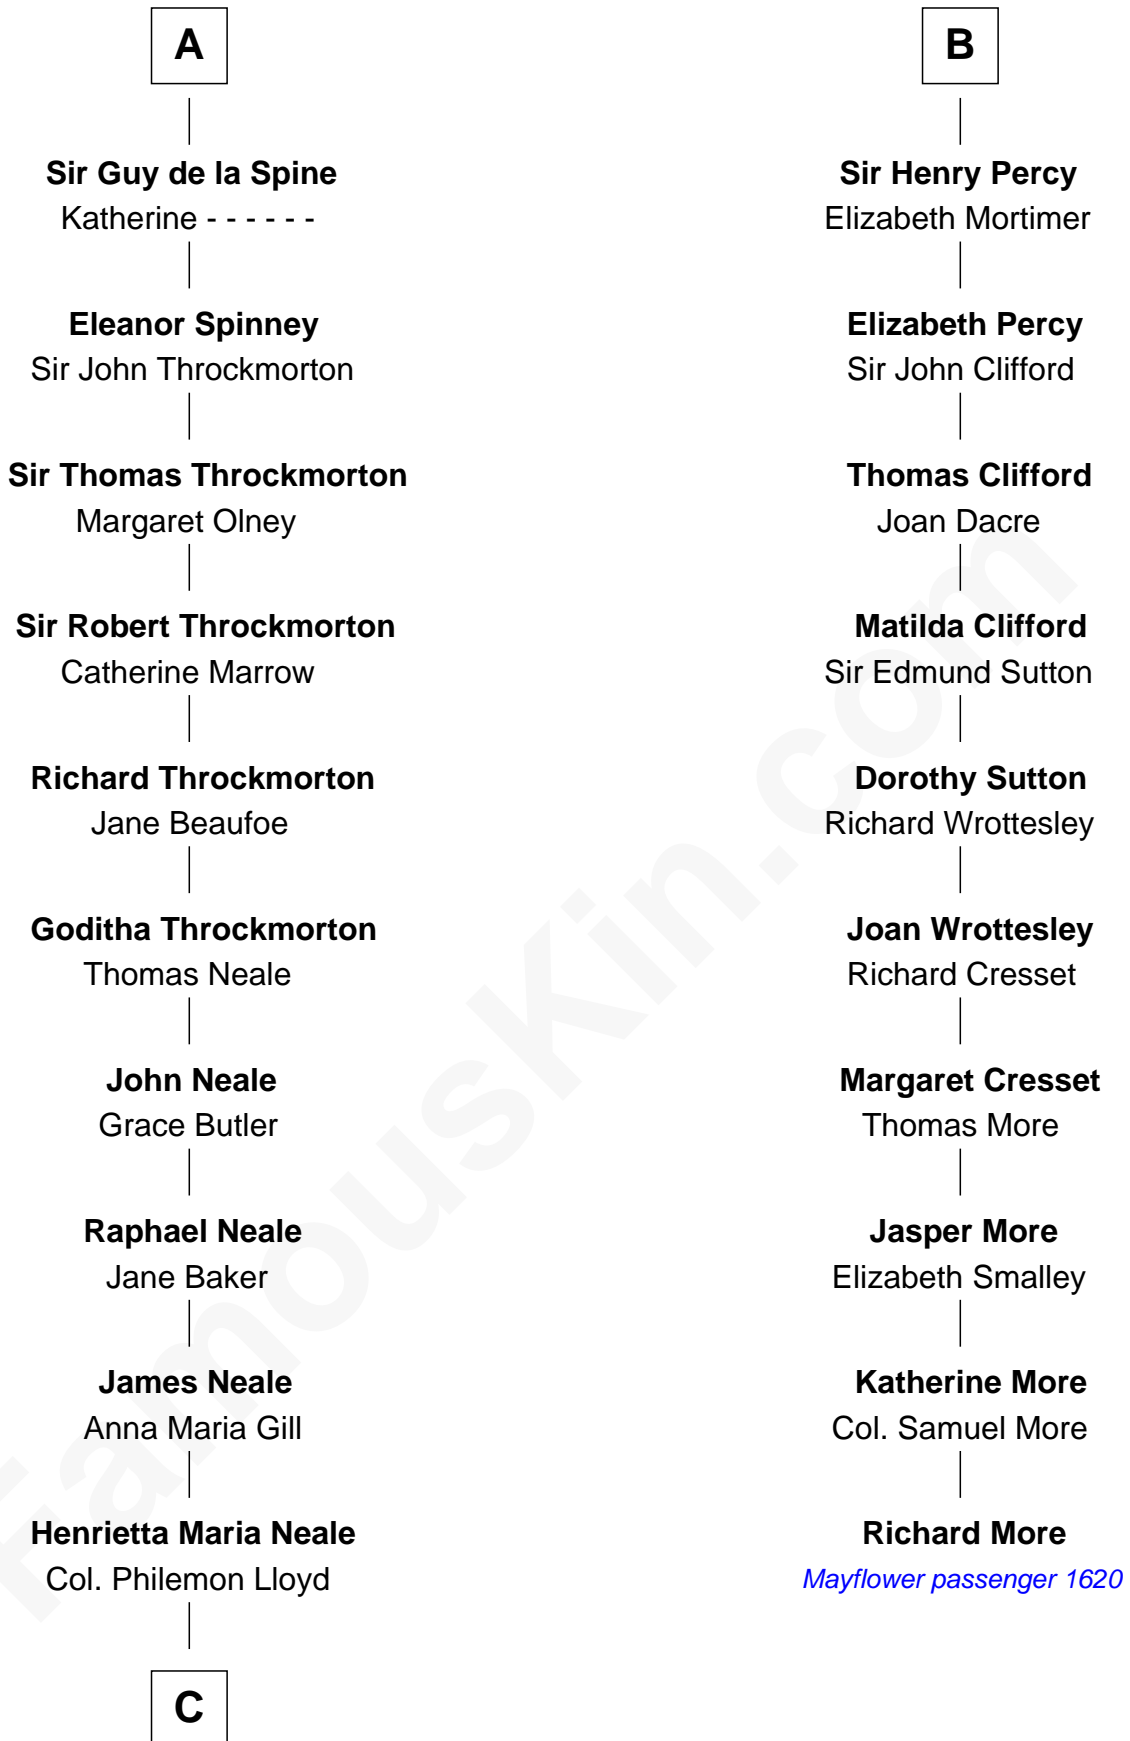 A
Sir Guy de la Spine
Katherine - - - - - -
Eleanor Spinney
Sir John Throckmorton
Sir Thomas Throckmorton
Margaret Olney
Sir Robert Throckmorton
Catherine Marrow
Richard Throckmorton
Jane Beaufoe
Goditha Throckmorton
Thomas Neale
John Neale
Grace Butler
Raphael Neale
Jane Baker
James Neale
Anna Maria Gill
Henrietta Maria Neale
Col. Philemon Lloyd
C
B
Sir Henry Percy
Elizabeth Mortimer
Elizabeth Percy
Sir John Clifford
Thomas Clifford
Joan Dacre
Matilda Clifford
Sir Edmund Sutton
Dorothy Sutton
Richard Wrottesley
Joan Wrottesley
Richard Cresset
Margaret Cresset
Thomas More
Jasper More
Elizabeth Smalley
Katherine More
Col. Samuel More
Richard More
Mayflower passenger 1620
FamousKin.com